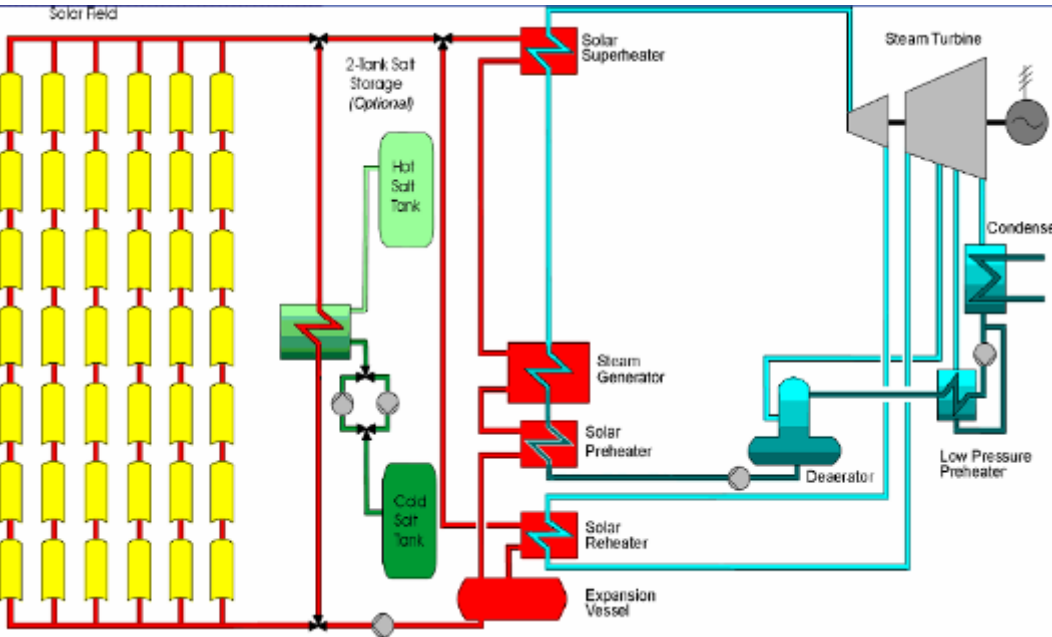 Solar Field
Solar
Superheater
Steam Turbine
2-Tank Salt
Storage
(Optional)
Hot
Salt
Tank
Condense
Steam
Generator
Solar
Preheater
Low Pressure
Preheater
Deaerator
Cold
Salt
Tank
Solar
Reheater
Expansion
Vessel